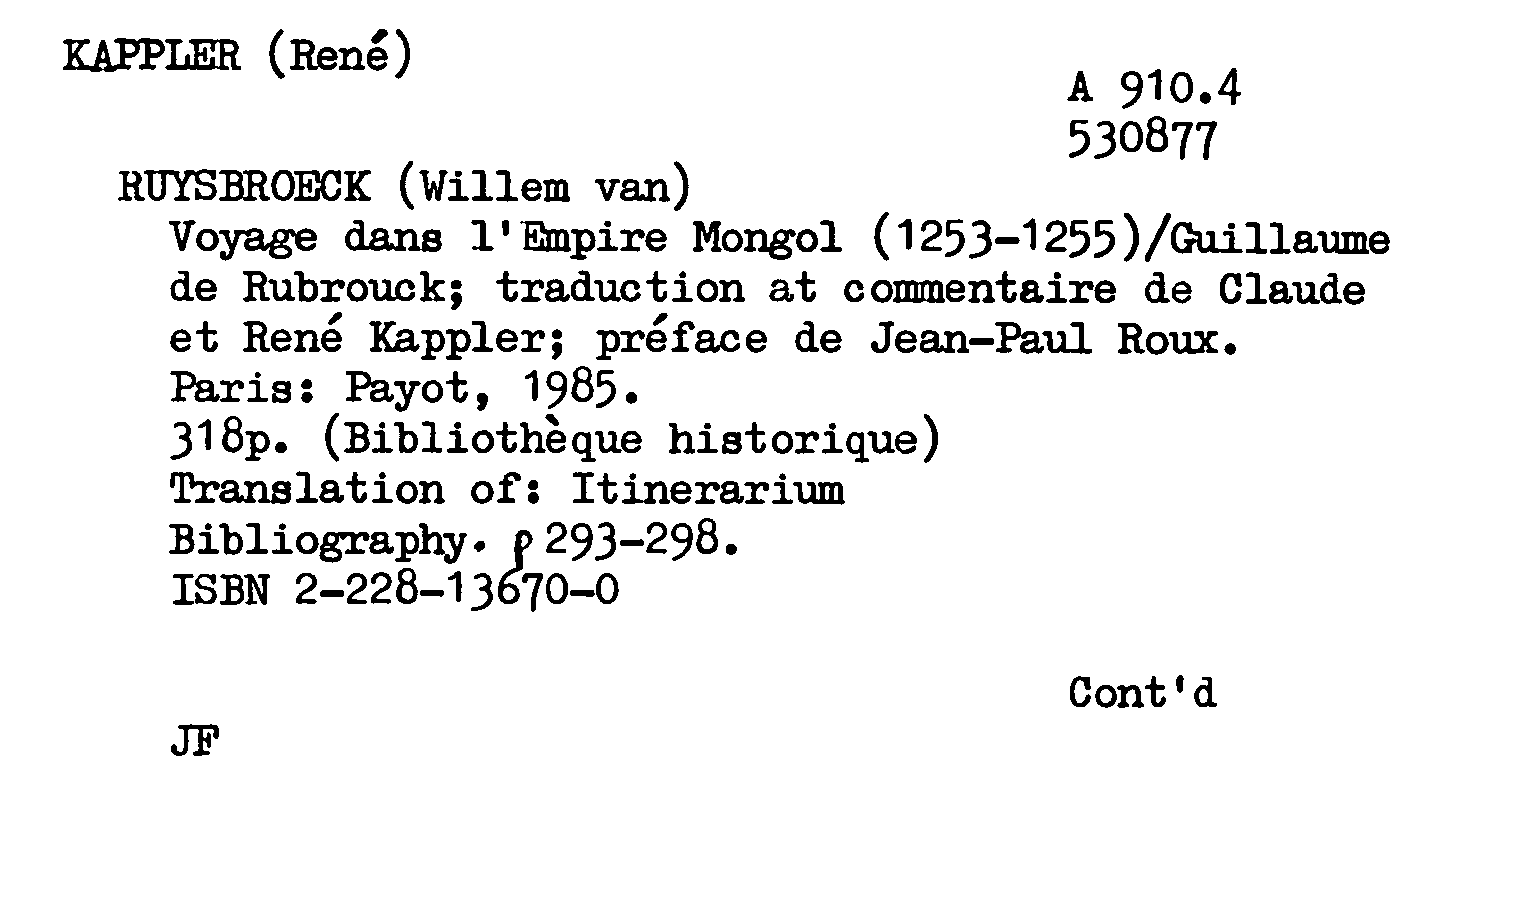 KAPPLER (René)
A 910.4
530877
RUYSBROECK (Willem van)
Voyage dans l'Empire Mongol (1253-1255)/Guillaume
de Rubrouck; traduction at commentaire de Claude
et René Kappler; préface de Jean-Paul Roux.
Paris: Payot, 1985.
318p. (Bibliothèque historique)
Translation of: Itinerarium
Bibliography. p 293-298.
ISBN 2-228-13670-0
Cont'd
JF